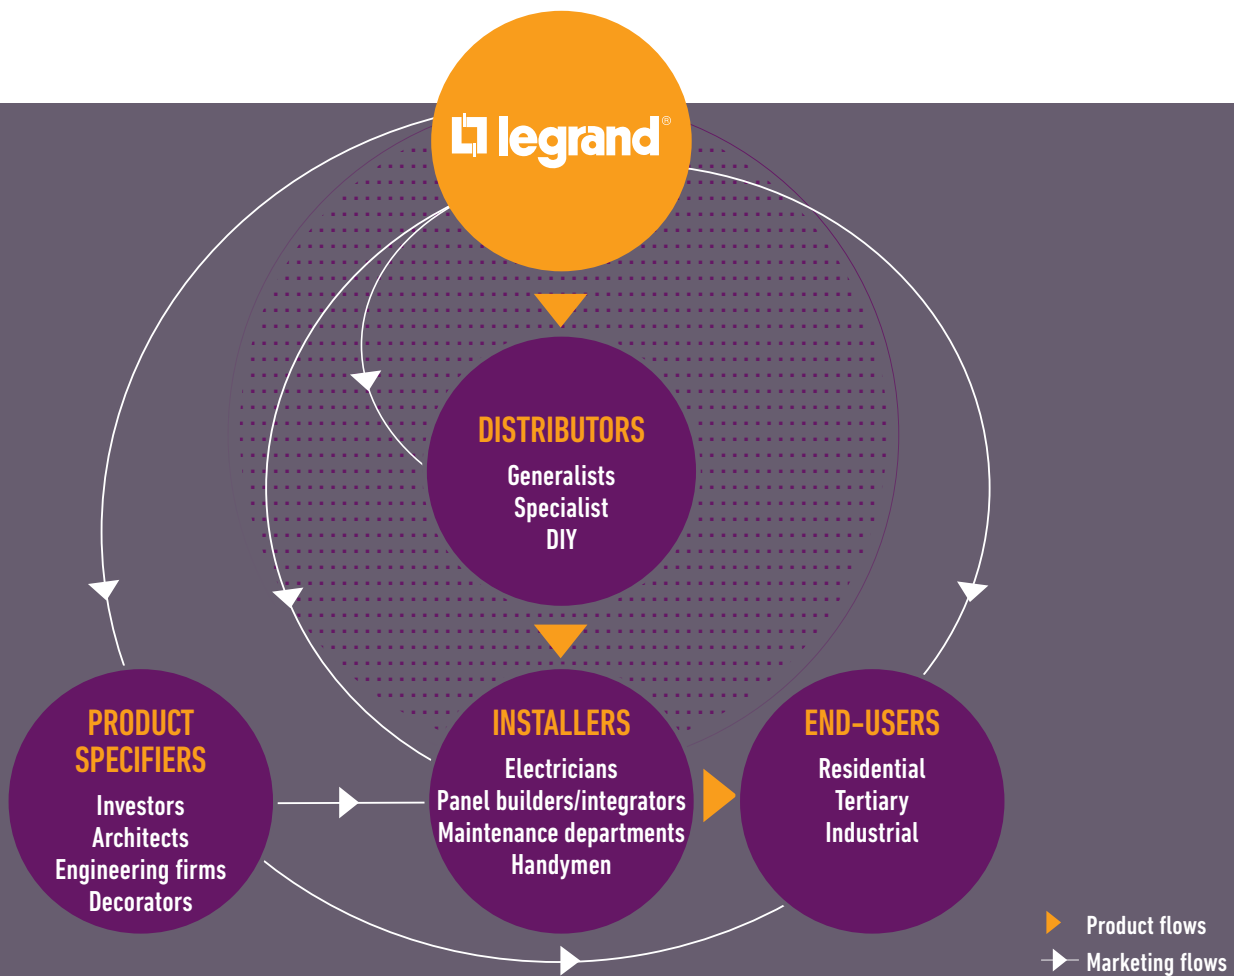 legrand®
DISTRIBUTORS
Generalists
Specialist
DIY
PRODUCT
SPECIFIERS
Investors
Architects
Engineering firms
Decorators
INSTALLERS
Electricians
Panel builders/integrators
Maintenance departments
Handymen
END-USERS
Residential
Tertiary
Industrial
Product flows
Marketing flows